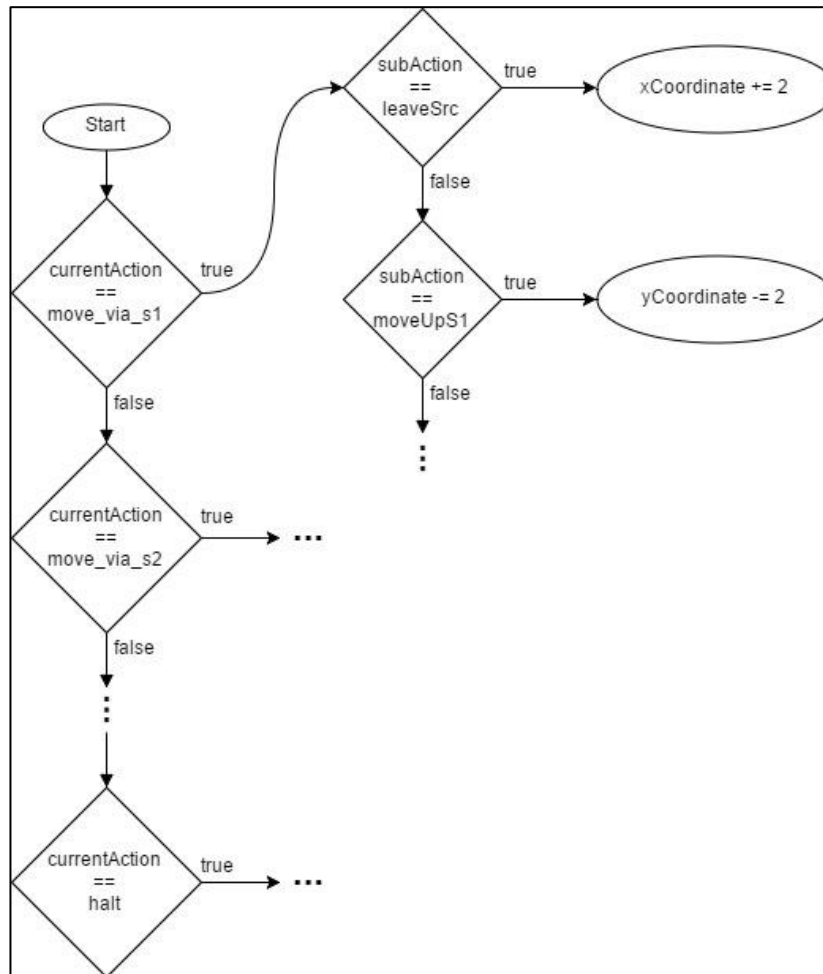 Start
currentAction
==
move_via_s1
true
false
subAction
==
leaveSrc
true
xCoordinate += 2
false
subAction
==
moveUpS1
true
yCoordinate -= 2
false
⋮
currentAction
==
move_via_s2
true
...
false
⋮
currentAction
==
halt
true
...